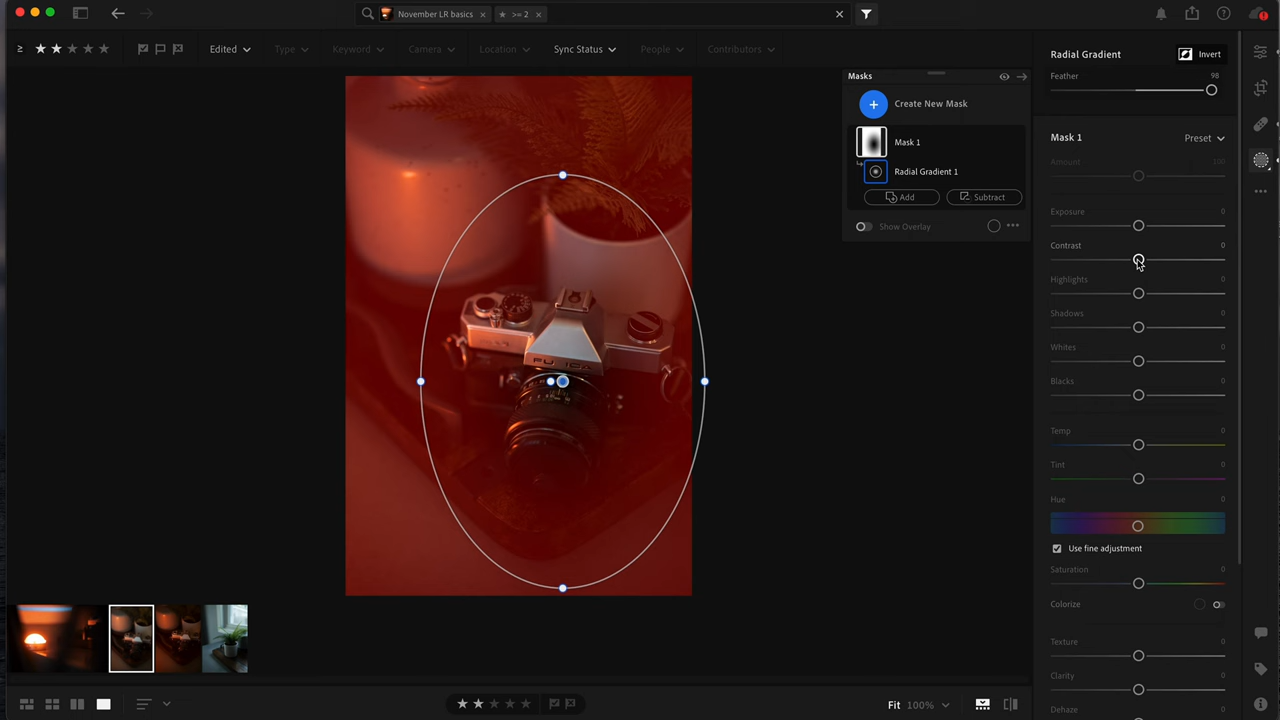 November LR basics × ★ >= 2 ×
≥ Edited Type Keyword Camera Location Sync Status People Contributors
Radial Gradient Invert
Feather 98
Masks
Create New Mask
Mask 1
Radial Gradient 1
Add Subtract
Show Overlay
Mask 1 Preset
Amount 100
Exposure 0
Contrast 0
Highlights 0
Shadows 0
Whites 0
Blacks 0
Temp 0
Tint 0
Hue 0
Use fine adjustment
Saturation 0
Colorize
Texture 0
Clarity 0
Dehaze 0
Fit 100%